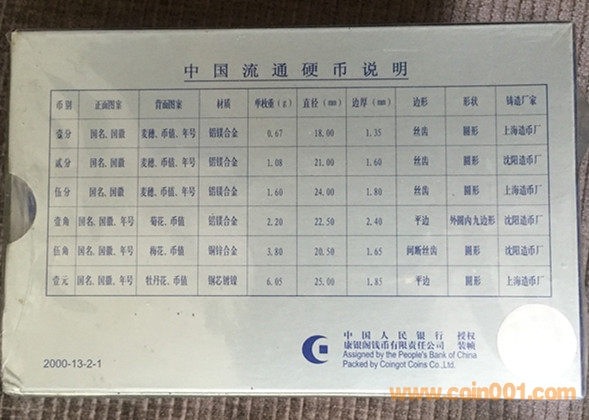 中国流通硬币说明
币别 正面图案 背面图案 材质 单枚重(g) 直径(mm) 边厚(mm) 边形 形状 铸造厂家
壹分 国名、国徽 麦穗、币值、年号 铝镁合金 0.67 18.00 1.35 丝齿 圆形 上海造币厂
贰分 国名、国徽 麦穗、币值、年号 铝镁合金 1.08 21.00 1.60 丝齿 圆形 沈阳造币厂
伍分 国名、国徽 麦穗、币值、年号 铝镁合金 1.60 24.00 1.80 丝齿 圆形 上海造币厂
壹角 国名、国徽、年号 菊花、币值 铝镁合金 2.20 22.50 2.40 平边 外圆内九边形 沈阳造币厂
伍角 国名、国徽、年号 梅花、币值 铜锌合金 3.80 20.50 1.65 间断丝齿 圆形 沈阳造币厂
壹元 国名、国徽、年号 牡丹花、币值 钢芯镀镍 6.05 25.00 1.85 平边 圆形 上海造币厂
中国人民银行 授权
康银阁钱币有限责任公司 装帧
Assigned by the People's Bank of China
Packed by Coingot Coins Co.,Ltd.
2000-13-2-1
www.coin001.com